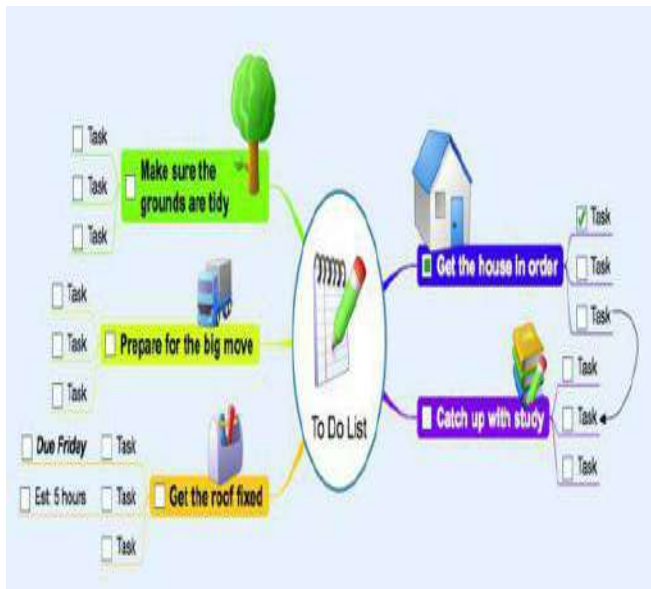 Task
Task
Task
Make sure the
grounds are tidy
Task
Task
Task
Prepare for the big move
Due Friday Task
Est: 5 hours Task
Task
Get the roof fixed
To Do List
Get the house in order
Task
Task
Task
Catch up with study
Task
Task
Task